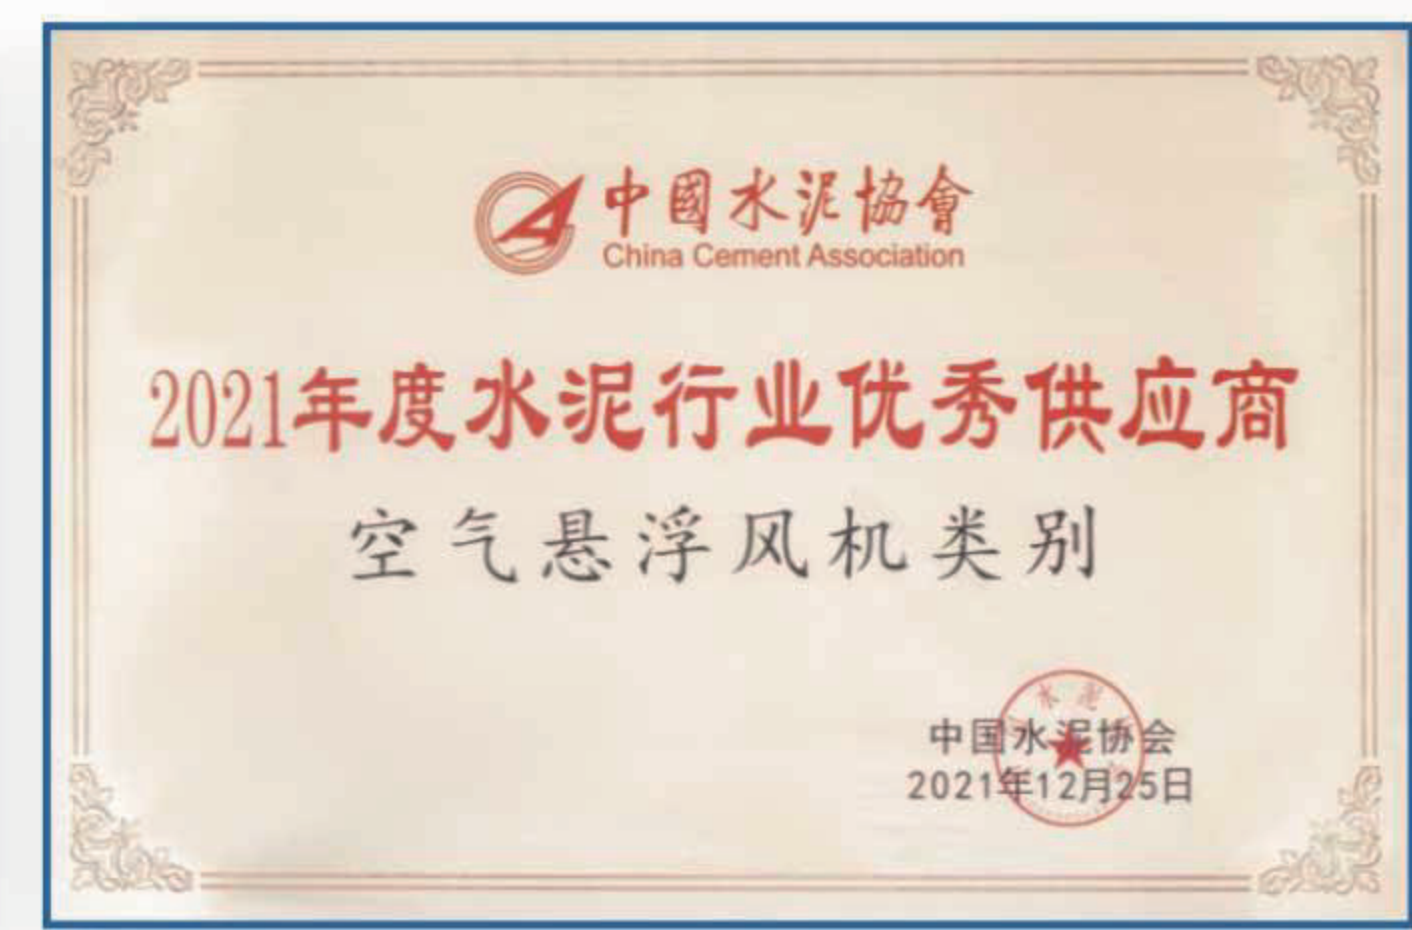 中國水泥協會
China Cement Association
2021年度水泥行业优秀供应商
空气悬浮风机类别
中国水泥协会
2021年12月25日